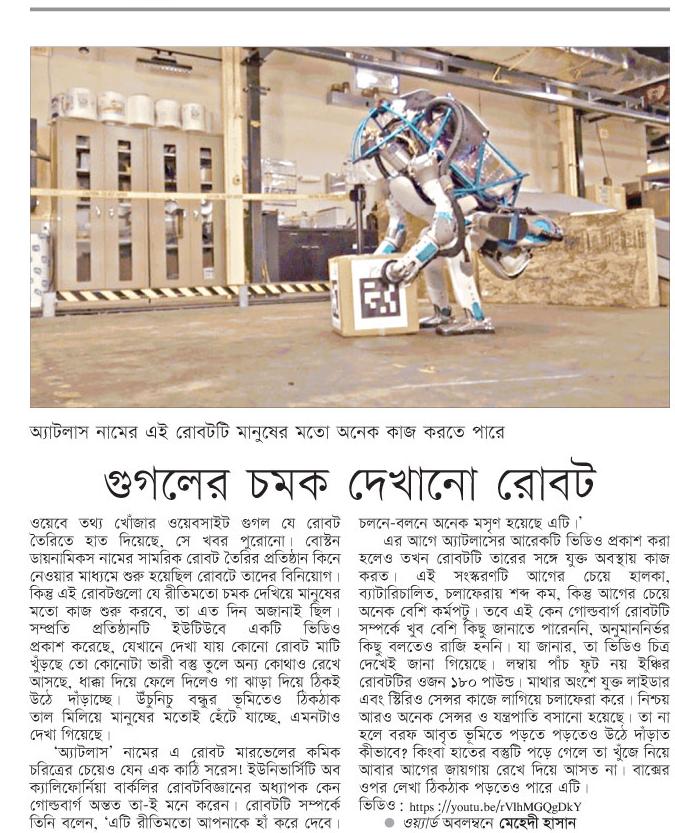 অ্যাটলাস নামের এই রোবটটি মানুষের মতো অনেক কাজ করতে পারে
গুগলের চমক দেখানো রোবট
ওয়েবে তথ্য খোঁজার ওয়েবসাইট গুগল যে রোবট
তৈরিতে হাত দিয়েছে, সে খবর পুরোনো। বোস্টন
ডায়নামিকস নামের সামরিক রোবট তৈরির প্রতিষ্ঠান কিনে
নেওয়ার মাধ্যমে শুরু হয়েছিল রোবটে তাদের বিনিয়োগ।
কিন্তু এই রোবটগুলো যে রীতিমতো চমক দেখিয়ে মানুষের
মতো কাজ শুরু করবে, তা এত দিন অজানাই ছিল।
সম্প্রতি প্রতিষ্ঠানটি ইউটিউবে একটি ভিডিও
প্রকাশ করেছে, যেখানে দেখা যায় কোনো রোবট মাটি
খুঁড়ছে তো কোনোটা ভারী বস্তু তুলে অন্য কোথাও রেখে
আসছে, ধাক্কা দিয়ে ফেলে দিলেও গা ঝাড়া দিয়ে ঠিকই
উঠে দাঁড়াচ্ছে। উঁচুনিচু বন্ধুর ভূমিতেও ঠিকঠাক
তাল মিলিয়ে মানুষের মতোই হেঁটে যাচ্ছে, এমনটাও
দেখা গিয়েছে।
‘অ্যাটলাস’ নামের এ রোবট মারভেলের কমিক
চরিত্রের চেয়েও যেন এক কাঠি সরেস! ইউনিভার্সিটি অব
ক্যালিফোর্নিয়া বার্কলির রোবটবিজ্ঞানের অধ্যাপক কেন
গোল্ডবার্গ অন্তত তা-ই মনে করেন। রোবটটি সম্পর্কে
তিনি বলেন, ‘এটি রীতিমতো আপনাকে হাঁ করে দেবে।
চলনে-বলনে অনেক মসৃণ হয়েছে এটি।’
এর আগে অ্যাটলাসের আরেকটি ভিডিও প্রকাশ করা
হলেও তখন রোবটটি তারের সঙ্গে যুক্ত অবস্থায় কাজ
করত। এই সংস্করণটি আগের চেয়ে হালকা,
ব্যাটারিচালিত, চলাফেরায় শব্দ কম, কিন্তু আগের চেয়ে
অনেক বেশি কর্মপটু। তবে এই কেন গোল্ডবার্গ রোবটটি
সম্পর্কে খুব বেশি কিছু জানাতে পারেননি, অনুমাননির্ভর
কিছু বলতেও রাজি হননি। যা জানার, তা ভিডিও চিত্র
দেখেই জানা গিয়েছে। লম্বায় পাঁচ ফুট নয় ইঞ্চির
রোবটটির ওজন ১৮০ পাউন্ড। মাথার অংশে যুক্ত লাইডার
এবং স্টিরিও সেন্সর কাজে লাগিয়ে চলাফেরা করে। নিশ্চয়
আরও অনেক সেন্সর ও যন্ত্রপাতি বসানো হয়েছে। তা না
হলে বরফ আবৃত ভূমিতে পড়তে পড়তেও উঠে দাঁড়াত
কীভাবে? কিংবা হাতের বস্তুটি পড়ে গেলে তা খুঁজে নিয়ে
আবার আগের জায়গায় রেখে দিয়ে আসত না। বাক্সের
ওপর লেখা ঠিকঠাক পড়তেও পারে এটি।
ভিডিও : https ://youtu.be/rVlhMGQgDkY
● ওয়্যার্ড অবলম্বনে মেহেদী হাসান